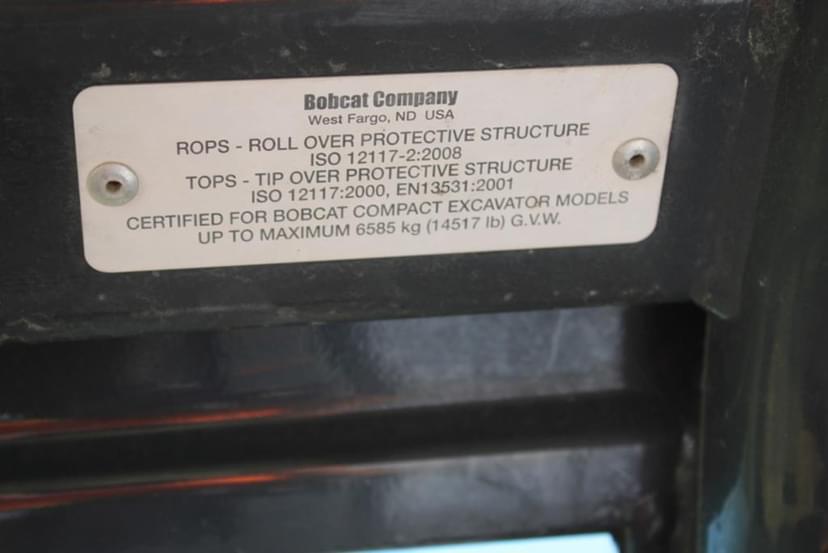 Bobcat Company
West Fargo, ND USA
ROPS - ROLL OVER PROTECTIVE STRUCTURE
ISO 12117-2:2008
TOPS - TIP OVER PROTECTIVE STRUCTURE
ISO 12117:2000, EN13531:2001
CERTIFIED FOR BOBCAT COMPACT EXCAVATOR MODELS
UP TO MAXIMUM 6585 kg (14517 lb) G.V.W.